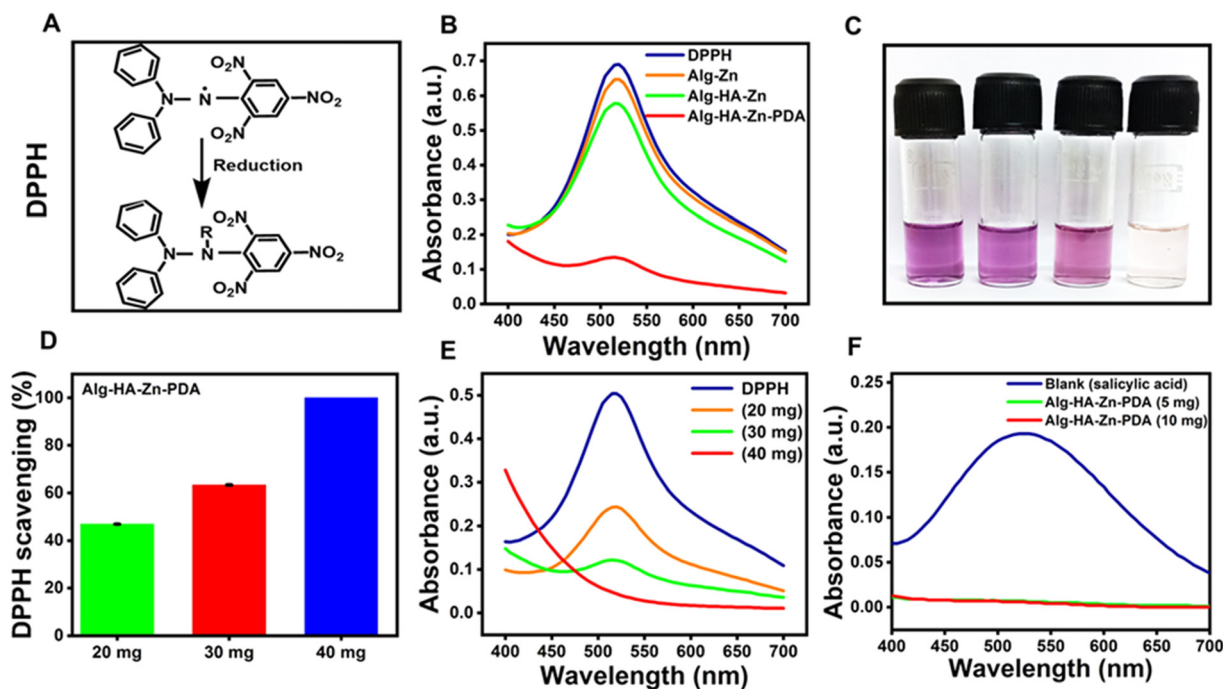 A
DPPH
NO₂
N
N
NO₂
O₂N
Reduction
R
NO₂
N
N
NO₂
O₂N
B
Absorbance (a.u.)
0.7
0.6
0.5
0.4
0.3
0.2
0.1
0.0
DPPH
Alg-Zn
Alg-HA-Zn
Alg-HA-Zn-PDA
400 450 500 550 600 650 700
Wavelength (nm)
C
D
DPPH scavenging (%)
100
80
60
40
20
0
Alg-HA-Zn-PDA
20 mg 30 mg 40 mg
E
Absorbance (a.u.)
0.5
0.4
0.3
0.2
0.1
0.0
DPPH
(20 mg)
(30 mg)
(40 mg)
400 450 500 550 600 650 700
Wavelength (nm)
F
Absorbance (a.u.)
0.25
0.20
0.15
0.10
0.05
0.00
Blank (salicylic acid)
Alg-HA-Zn-PDA (5 mg)
Alg-HA-Zn-PDA (10 mg)
400 450 500 550 600 650 700
Wavelength (nm)